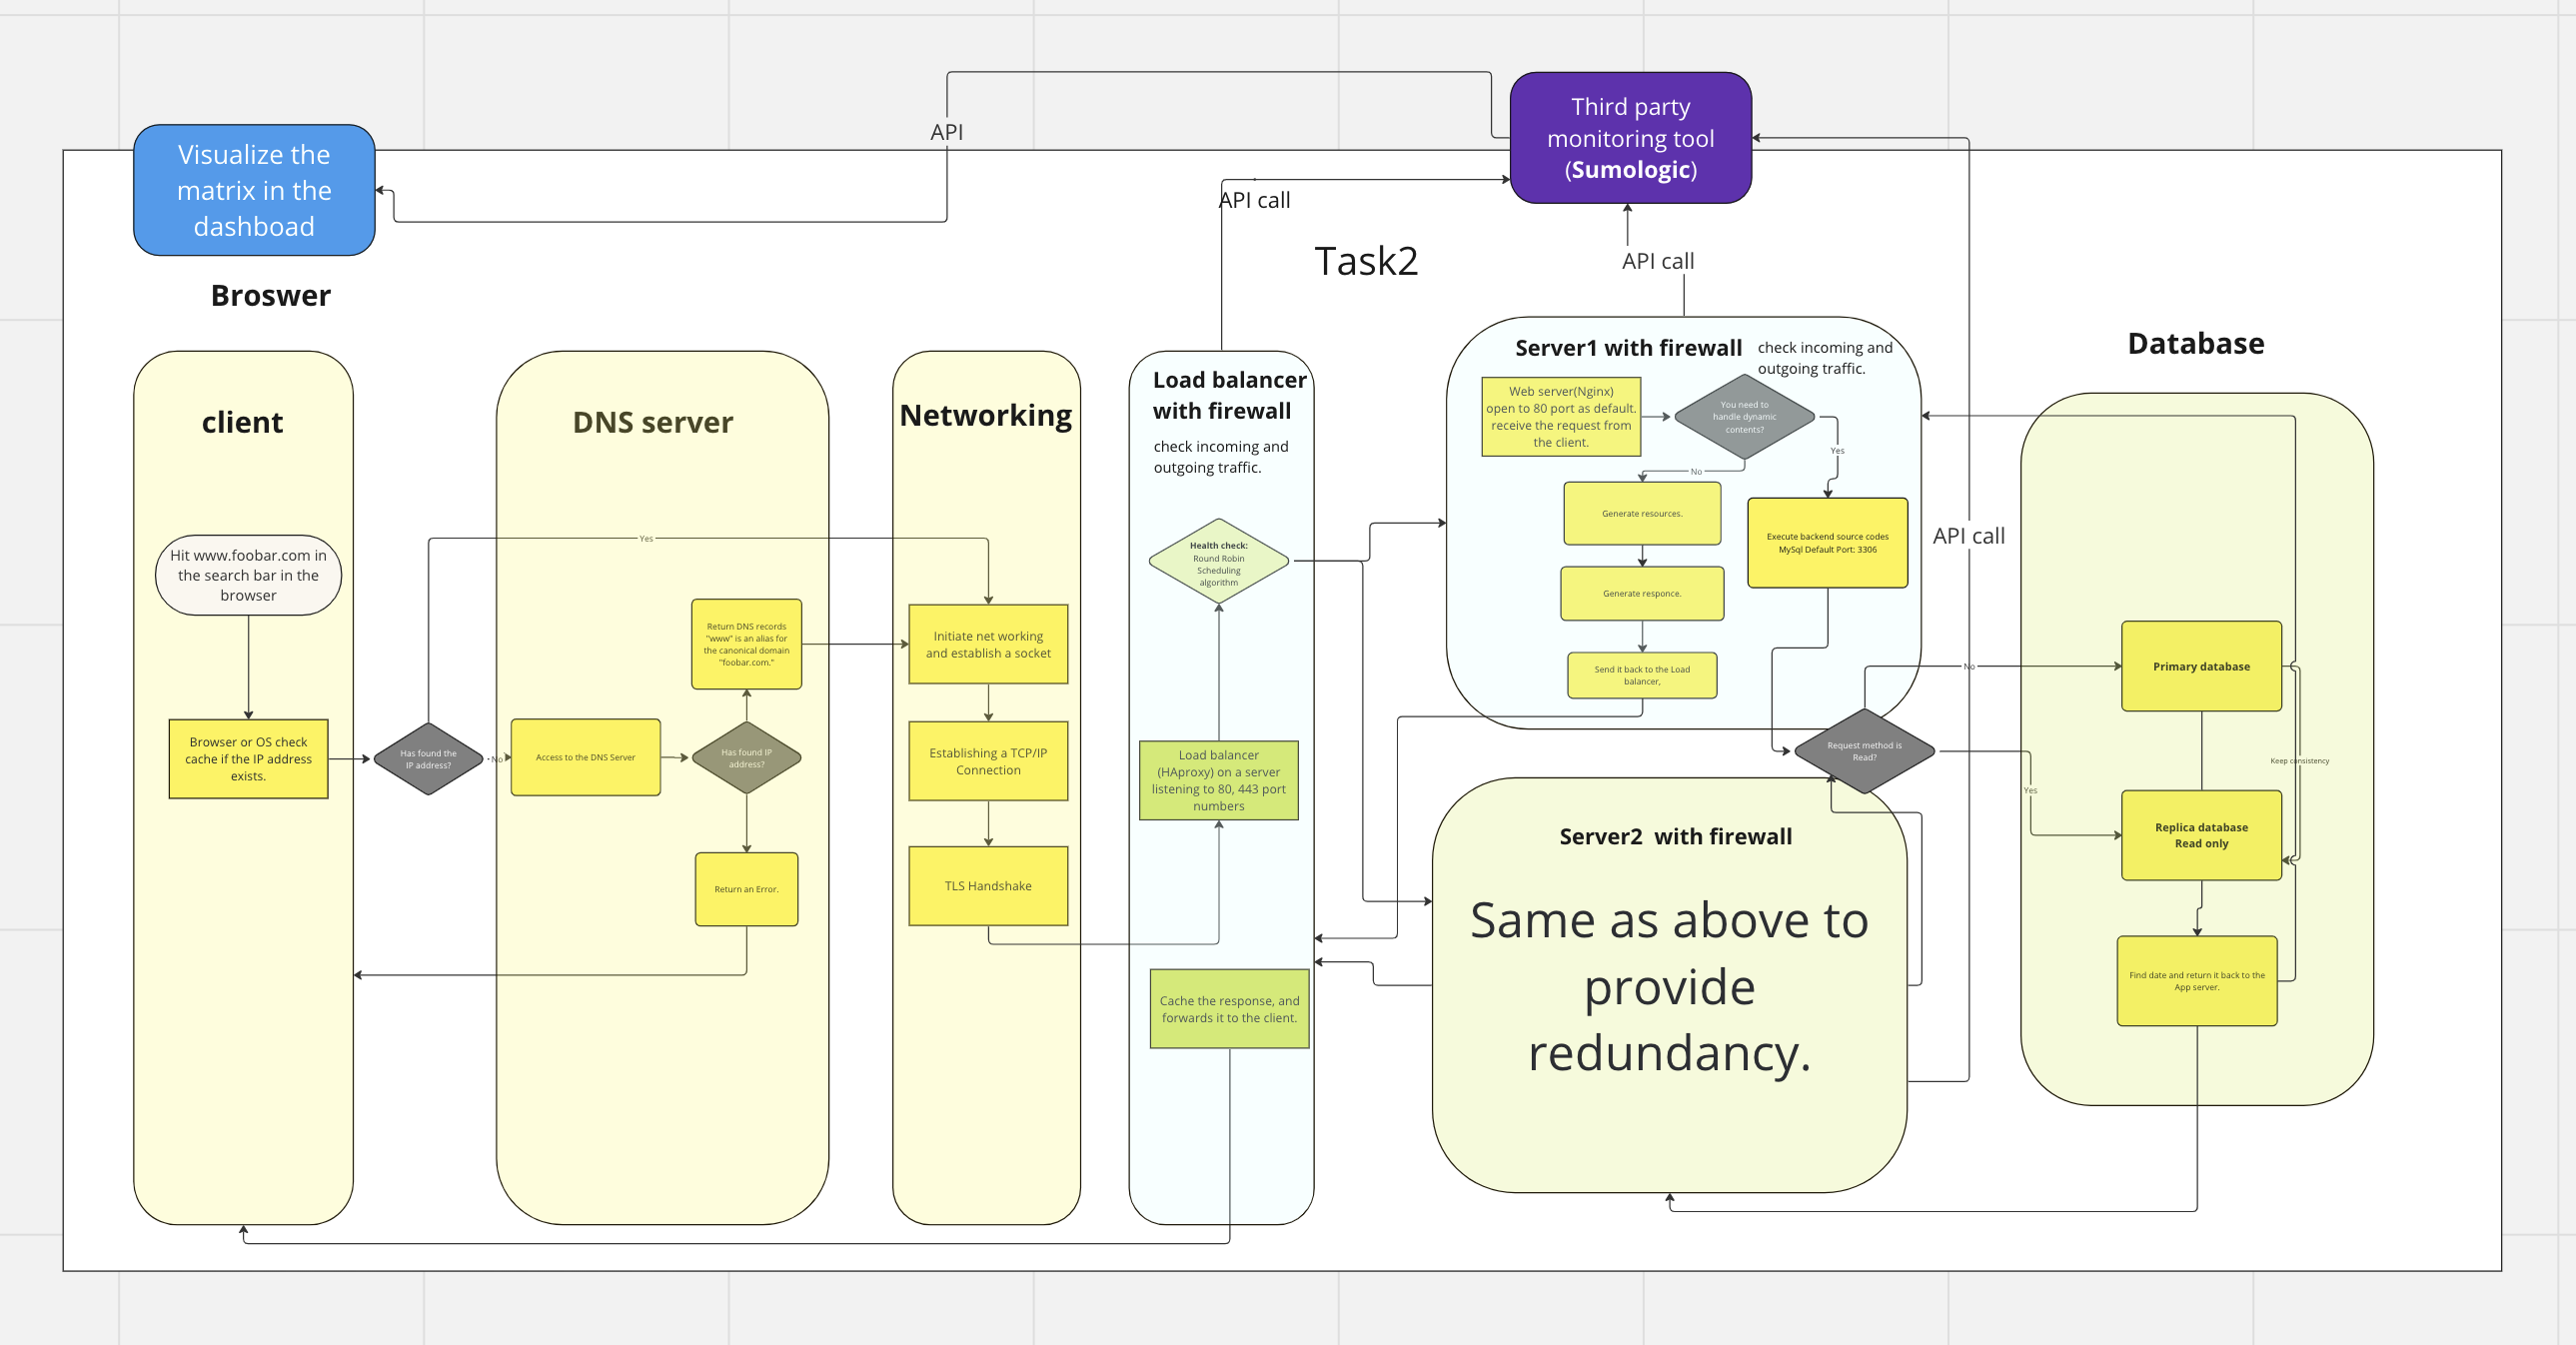 Third party
monitoring tool
(Sumologic)
API
Visualize the
matrix in the
dashboad
API call
Task2
API call
Broswer
client
Hit www.foobar.com in
the search bar in the
browser
Browser or OS check
cache if the IP address
exists.
Has found the
IP address?
Yes
No
DNS server
Return DNS records
"www" is an alias for
the canonical domain
"foobar.com."
Access to the DNS Server
Has found IP
address?
Return an Error.
Networking
Initiate net working
and establish a socket
Establishing a TCP/IP
Connection
TLS Handshake
Load balancer
with firewall
check incoming and
outgoing traffic.
Health check:
Round Robin
Scheduling
algorithm
Load balancer
(HAproxy) on a server
listening to 80, 443 port
numbers
Cache the response, and
forwards it to the client.
Server1 with firewall
check incoming and
outgoing traffic.
Web server(Nginx)
open to 80 port as default.
receive the request from
the client.
You need to
handle dynamic
contents?
Yes
No
Generate resources.
Execute backend source codes
MySql Default Port: 3306
Generate responce.
Send it back to the Load
balancer,
API call
Request method is
Read?
No
Yes
Server2 with firewall
Same as above to
provide
redundancy.
Database
Primary database
Keep consistency
Replica database
Read only
Find date and return it back to the
App server.